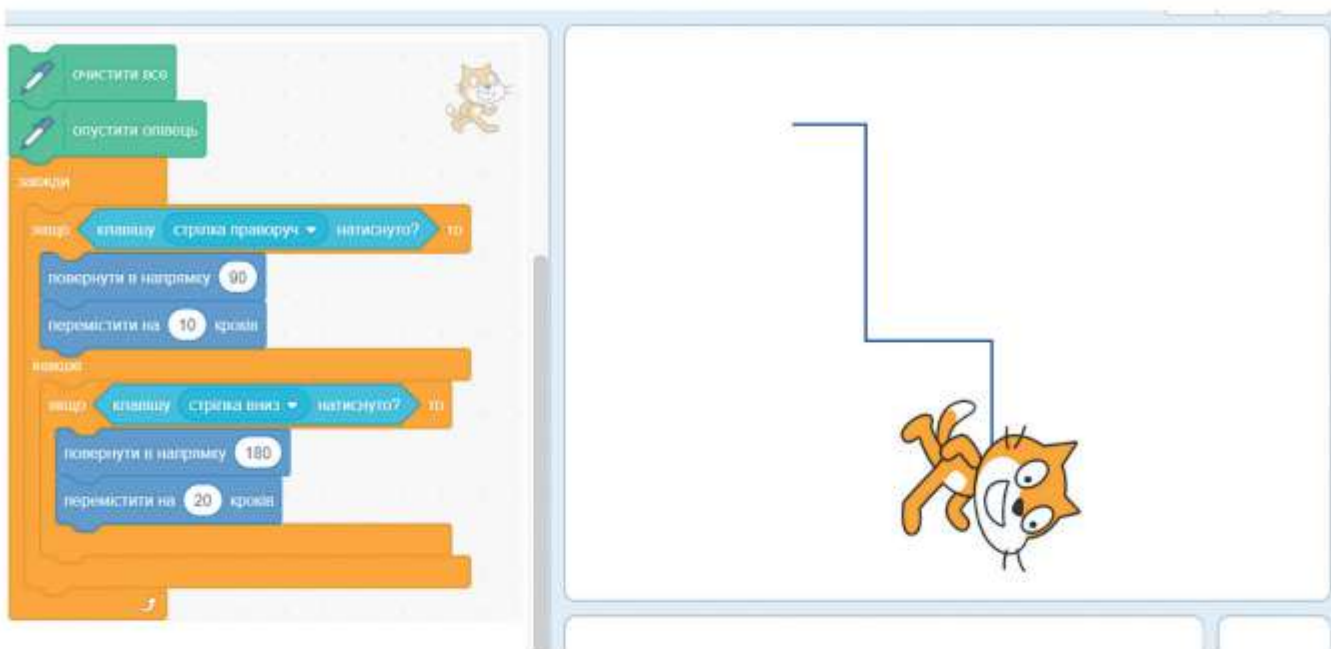 очистити все
опустити олівець
завжди
якщо клавішу стрілка праворуч натиснуто? то
повернути в напрямку 90
перемістити на 10 кроків
інакше
якщо клавішу стрілка вниз натиснуто? то
повернути в напрямку 180
перемістити на 20 кроків